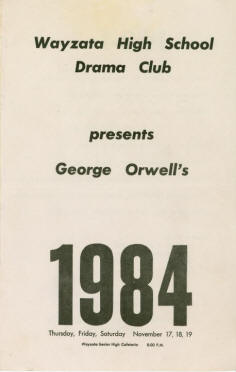 Wayzata High School
Drama Club
presents
George Orwell's
1984
Thursday, Friday, Saturday November 17, 18, 19
Wayzata Senior High Cafeteria 8:00 P.M.